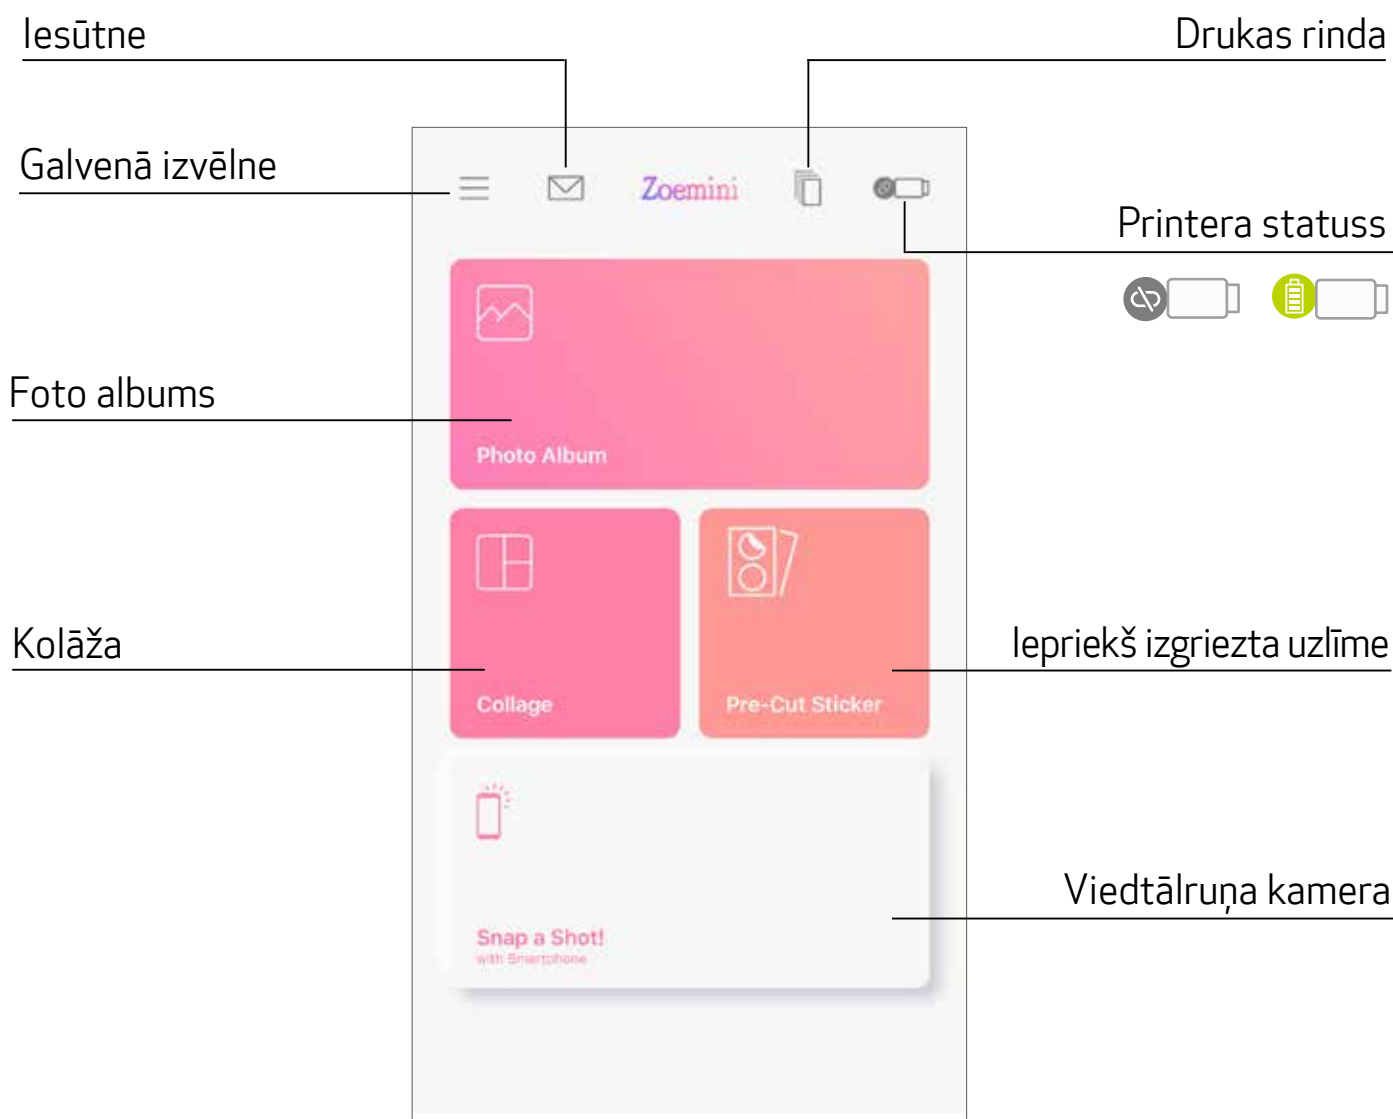 Iesūtne
Drukas rinda
Galvenā izvēlne
Zoemini
Printera statuss
Foto albums
Photo Album
Kolāža
Iepriekš izgriezta uzlīme
Collage
Pre-Cut Sticker
Viedtālruņa kamera
Snap a Shot!
with Smartphone